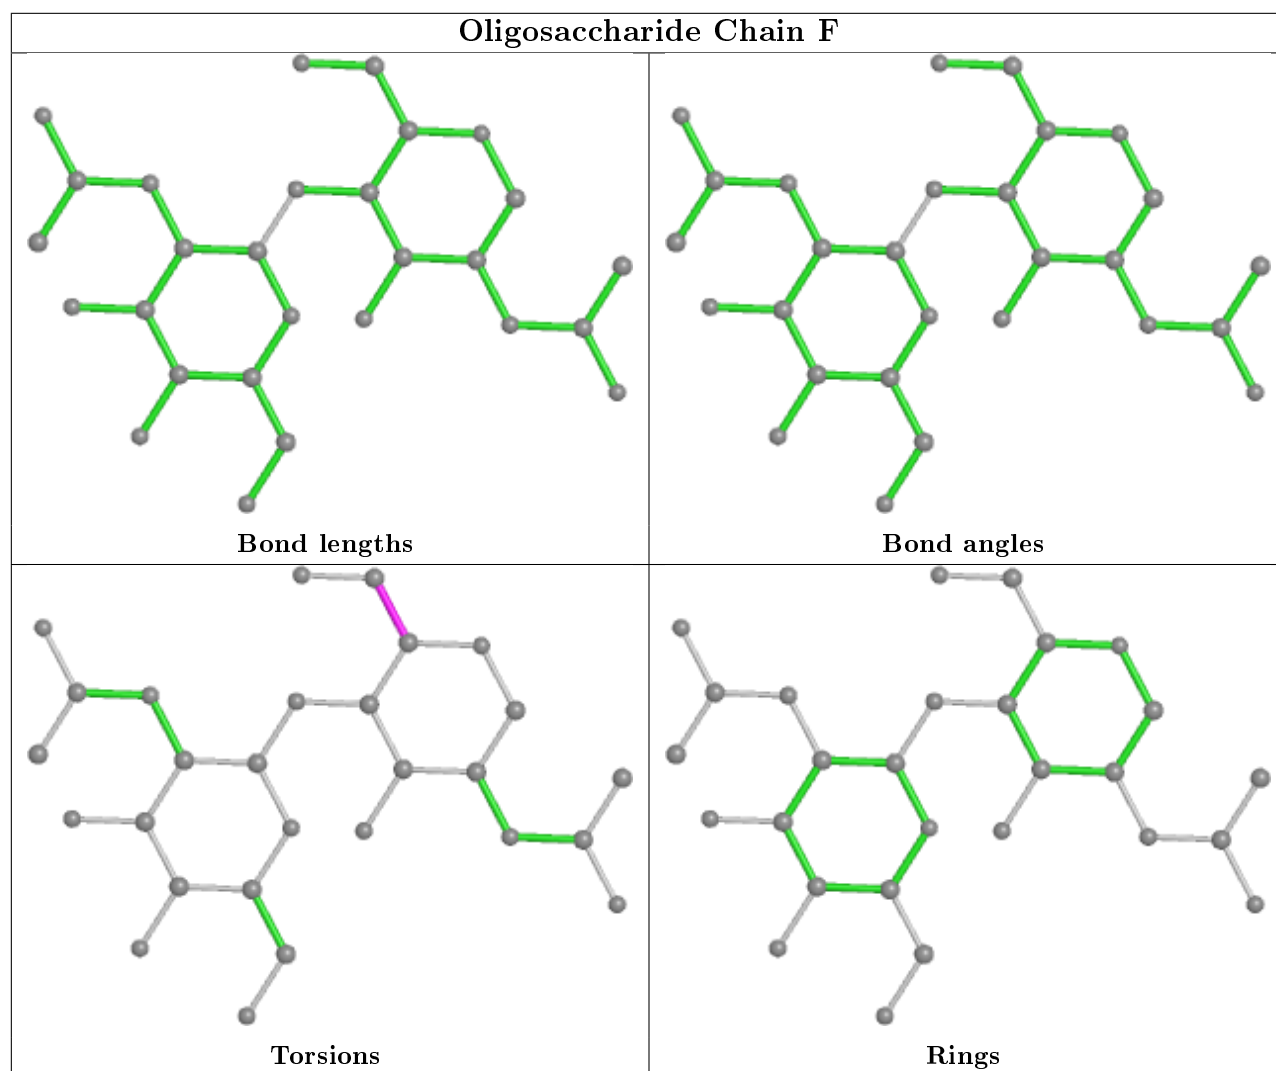 Oligosaccharide Chain F
Bond lengths
Bond angles
Torsions
Rings